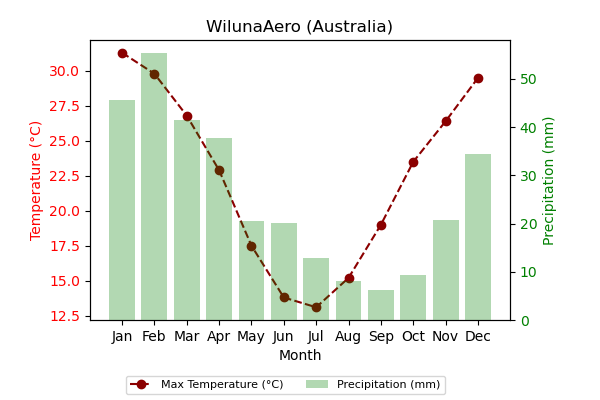 WilunaAero (Australia)
30.0
27.5
25.0
22.5
20.0
17.5
15.0
12.5
Temperature (°C)
50
40
30
20
10
0
Precipitation (mm)
Jan Feb Mar Apr May Jun Jul Aug Sep Oct Nov Dec
Month
Max Temperature (°C) Precipitation (mm)